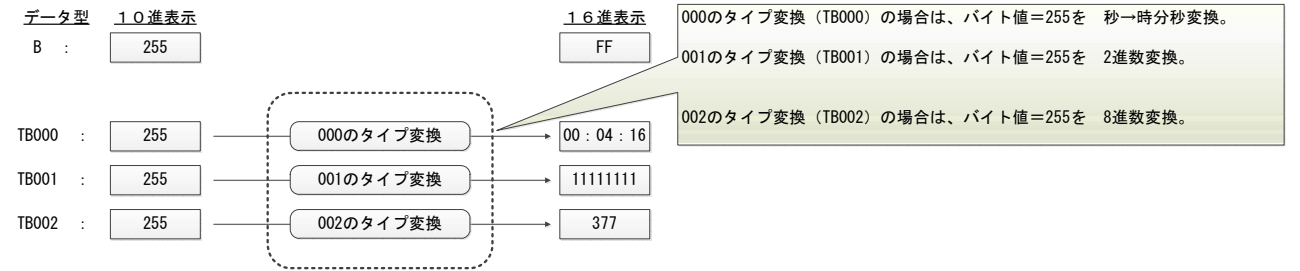 データ型 １０進表示 １６進表示
B : 255 FF
TB000 : 255 000のタイプ変換 00：04：16
TB001 : 255 001のタイプ変換 11111111
TB002 : 255 002のタイプ変換 377
000のタイプ変換（TB000）の場合は、バイト値＝255を 秒→時分秒変換。
001のタイプ変換（TB001）の場合は、バイト値＝255を 2進数変換。
002のタイプ変換（TB002）の場合は、バイト値＝255を 8進数変換。